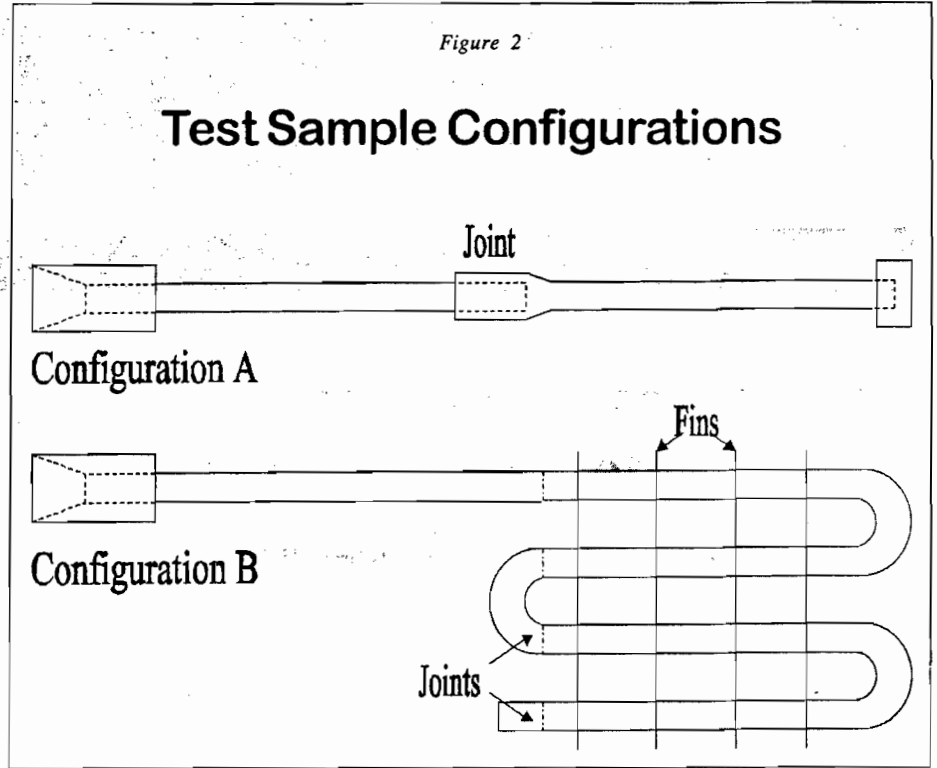 Figure 2
Test Sample Configurations
Joint
Configuration A
Fins
Configuration B
Joints